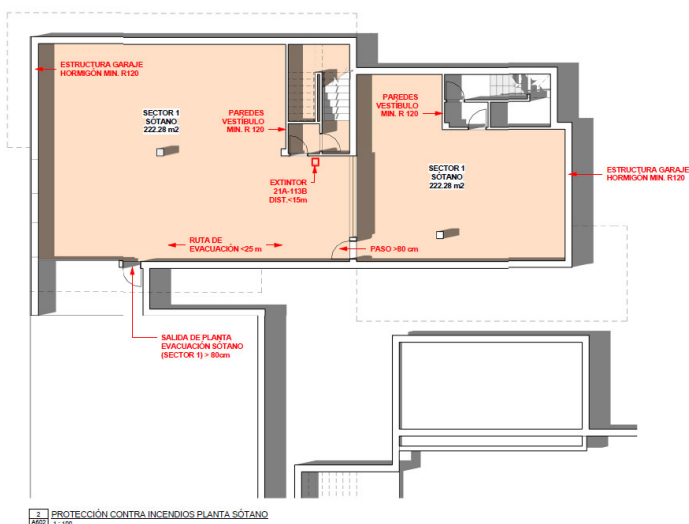 ESTRUCTURA GARAJE
HORMIGÓN MIN. R120
SECTOR 1
SÓTANO
222.28 m2
PAREDES
VESTÍBULO
MIN. R 120
PAREDES
VESTÍBULO
MIN. R 120
SECTOR 1
SÓTANO
222.28 m2
ESTRUCTURA GARAJE
HORMIGÓN MIN. R120
EXTINTOR
21A-113B
DIST.<15m
RUTA DE
EVACUACIÓN <25 m
PASO >80 cm
SALIDA DE PLANTA
EVACUACIÓN SÓTANO
(SECTOR 1) > 80cm
2 PROTECCIÓN CONTRA INCENDIOS PLANTA SÓTANO
A602 1 : 100